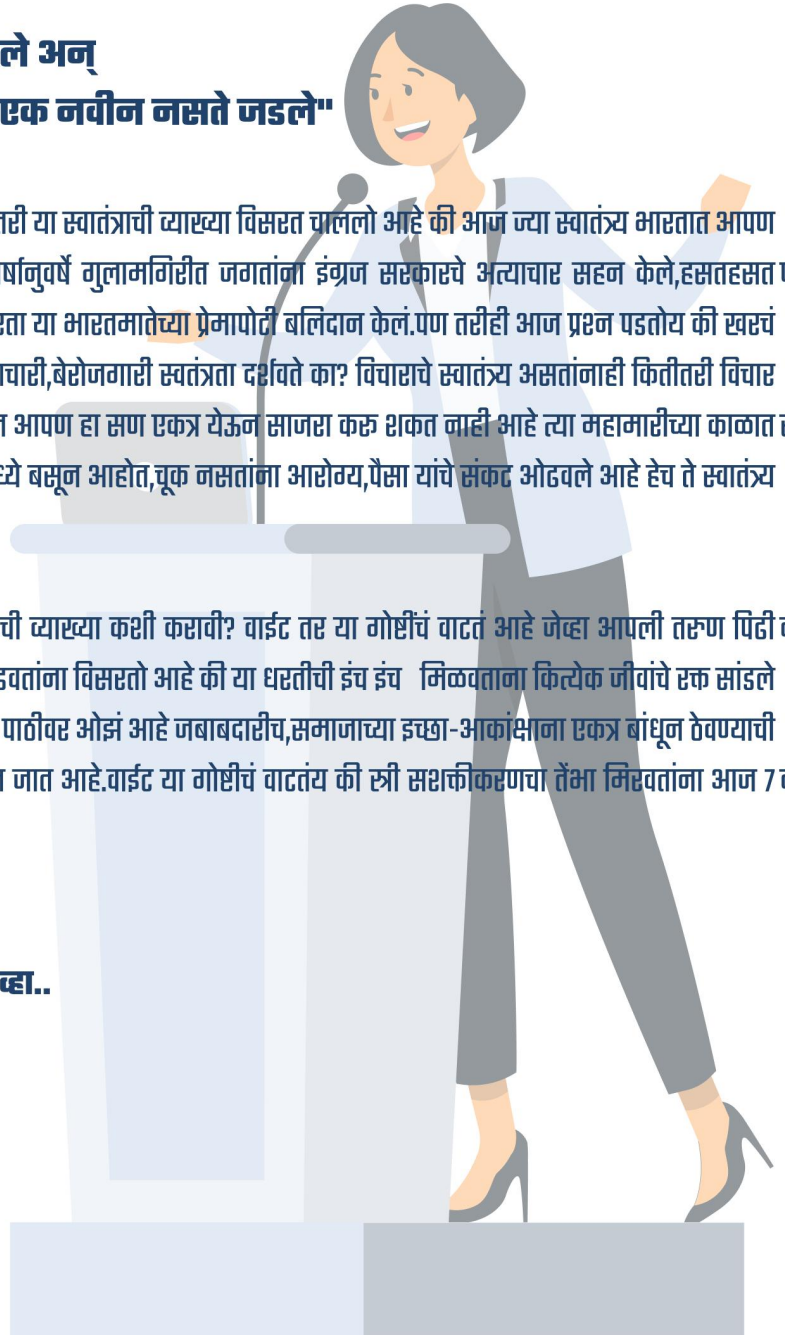 ले अन्
एक नवीन नसते जडले"
तरी या स्वातंत्राची व्याख्या विसरत चाललो आहे की आज ज्या स्वातंत्र्य भारतात आपण
र्षानुवर्षे गुलामगिरीत जगतांना इंग्रज सरकारचे अत्याचार सहन केले,हसतहसत
रता या भारतमातेच्या प्रेमापोटी बलिदान केलं.पण तरीही आज प्रश्न पडतोय की खरचं
चारी,बेरोजगारी स्वतंत्रता दर्शवते का? विचाराचे स्वातंत्र्य असतांनाही कितीतरी विचार
त आपण हा सण एकत्र येऊन साजरा करू शकत नाही आहे त्या महामारीच्या काळात
ध्ये बसून आहोत,चूक नसतांना आरोग्य,पैसा यांचे संकट ओढवले आहे हेच ते स्वातंत्र्य
ची व्याख्या कशी करावी? वाईट तर या गोष्टींचं वाटतं आहे जेव्हा आपली तरुण पिढी
डवतांना विसरतो आहे की या धरतीची इंच इंच मिळवताना कित्येक जीवांचे रक्त सांडले
पाठीवर ओझं आहे जबाबदारीच,समाजाच्या इच्छा-आकांक्षाना एकत्र बांधून ठेवण्याची
जात आहे.वाईट या गोष्टीचं वाटतंय की स्त्री सशक्तीकरणचा तेंभा मिरवतांना आज 7
व्हा..